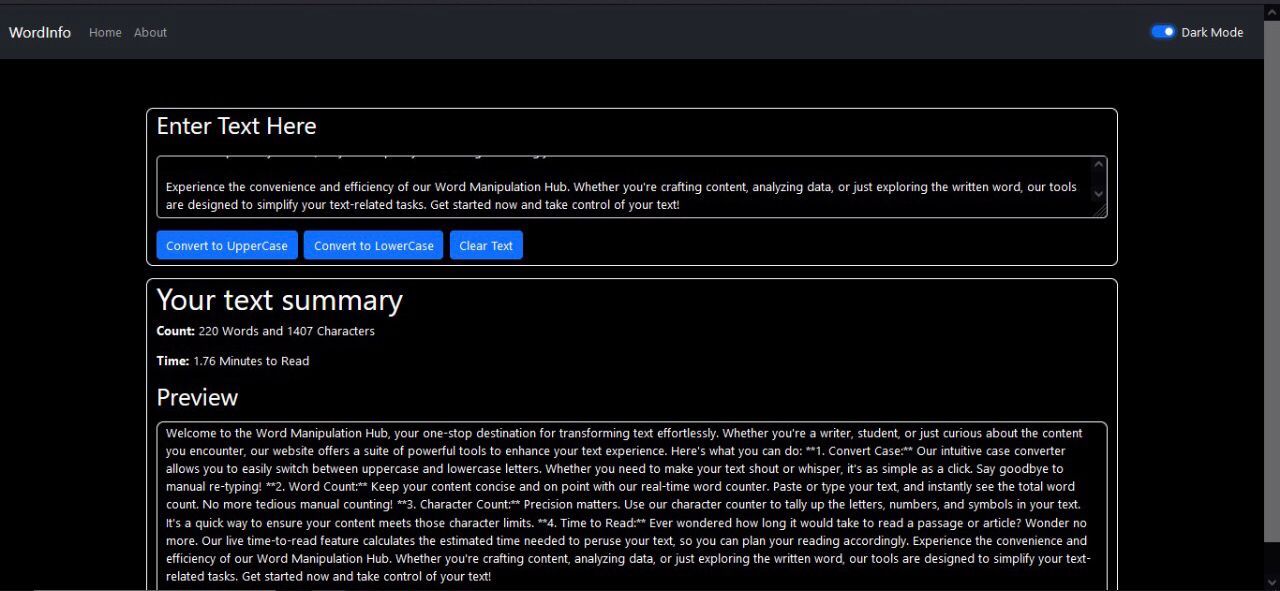 WordInfo Home About Dark Mode
Enter Text Here
Experience the convenience and efficiency of our Word Manipulation Hub. Whether you're crafting content, analyzing data, or just exploring the written word, our tools
are designed to simplify your text-related tasks. Get started now and take control of your text!
Convert to UpperCase Convert to LowerCase Clear Text
Your text summary
Count: 220 Words and 1407 Characters
Time: 1.76 Minutes to Read
Preview
Welcome to the Word Manipulation Hub, your one-stop destination for transforming text effortlessly. Whether you're a writer, student, or just curious about the content
you encounter, our website offers a suite of powerful tools to enhance your text experience. Here's what you can do: **1. Convert Case:** Our intuitive case converter
allows you to easily switch between uppercase and lowercase letters. Whether you need to make your text shout or whisper, it's as simple as a click. Say goodbye to
manual re-typing! **2. Word Count:** Keep your content concise and on point with our real-time word counter. Paste or type your text, and instantly see the total word
count. No more tedious manual counting! **3. Character Count:** Precision matters. Use our character counter to tally up the letters, numbers, and symbols in your text.
It's a quick way to ensure your content meets those character limits. **4. Time to Read:** Ever wondered how long it would take to read a passage or article? Wonder no
more. Our live time-to-read feature calculates the estimated time needed to peruse your text, so you can plan your reading accordingly. Experience the convenience and
efficiency of our Word Manipulation Hub. Whether you're crafting content, analyzing data, or just exploring the written word, our tools are designed to simplify your text-
related tasks. Get started now and take control of your text!